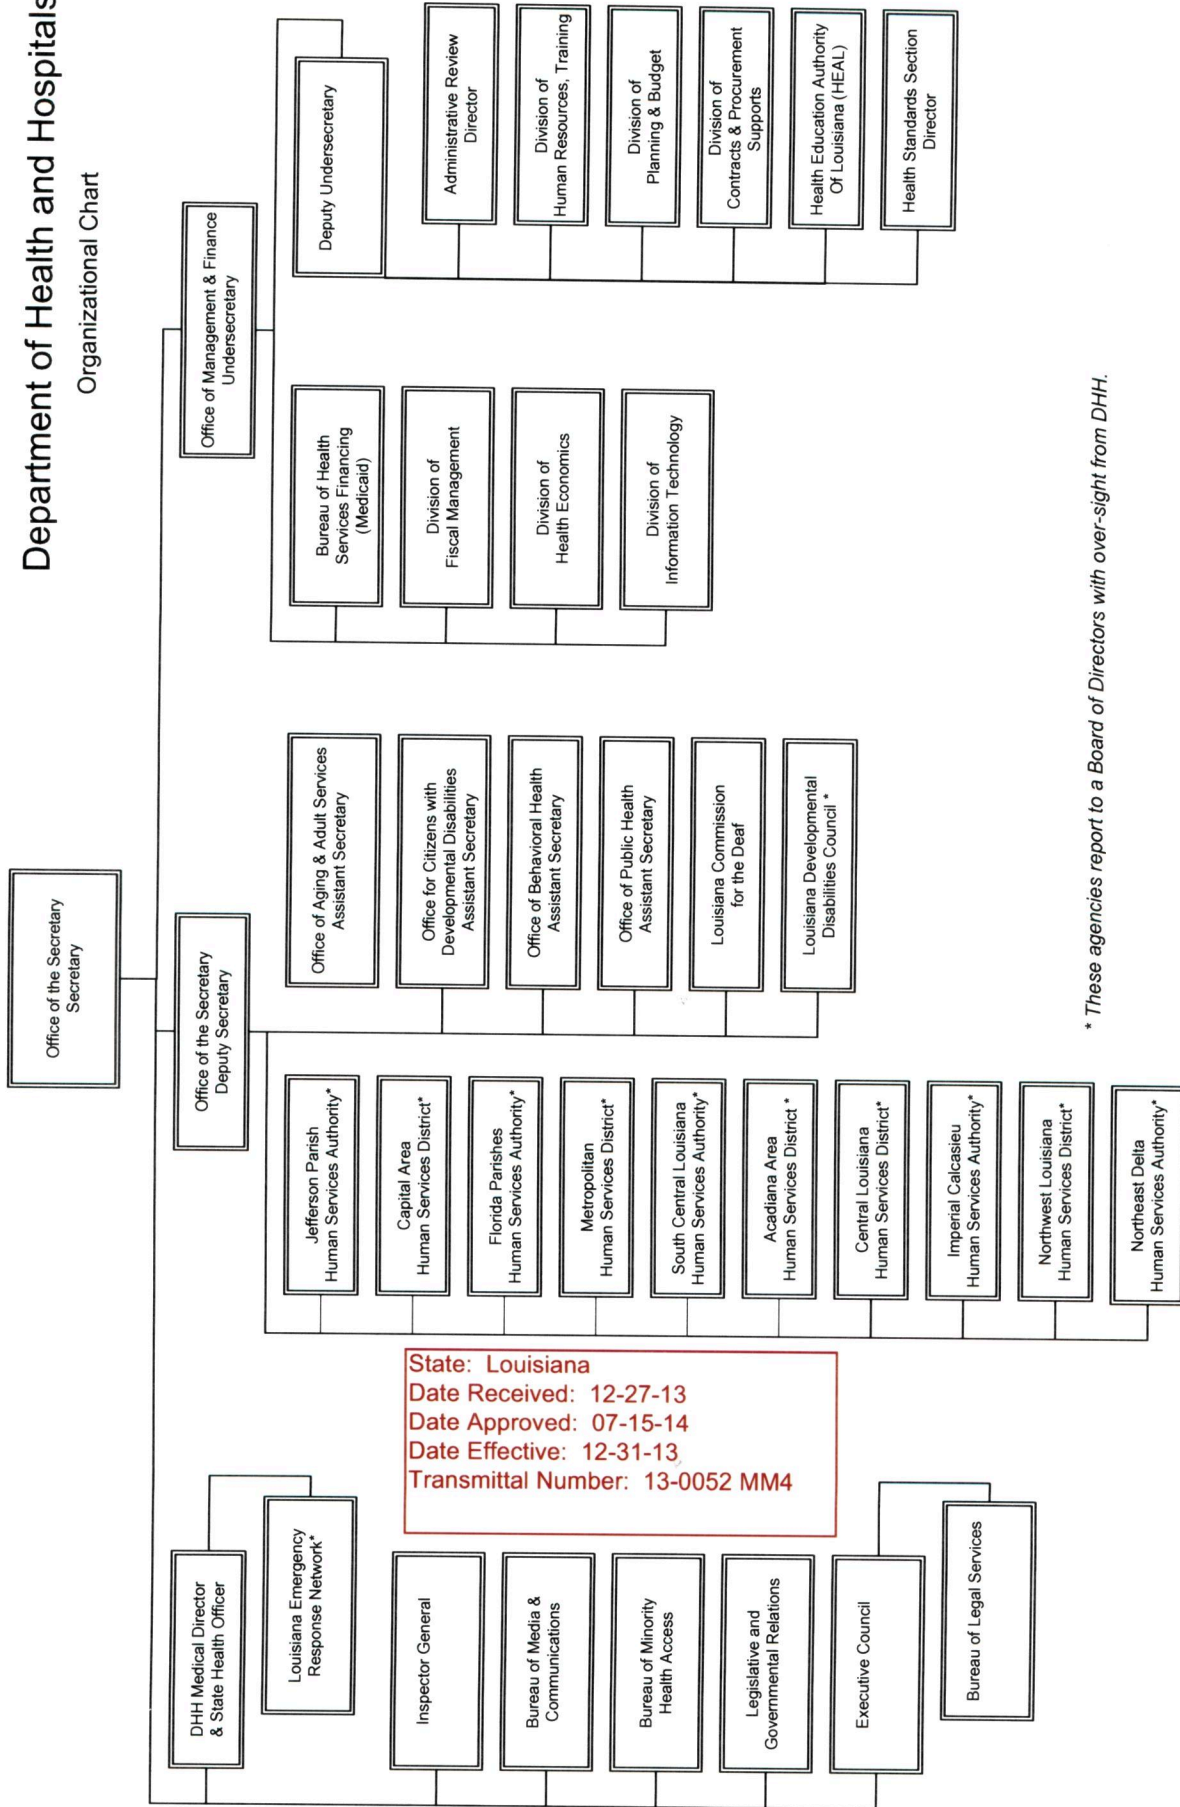 Department of Health and Hospitals
Organizational Chart
Office of the Secretary
Secretary
Office of the Secretary
Deputy Secretary
Office of Management & Finance
Undersecretary
DHH Medical Director
& State Health Officer
Louisiana Emergency
Response Network*
Inspector General
Bureau of Media &
Communications
Bureau of Minority
Health Access
Legislative and
Governmental Relations
Executive Council
Bureau of Legal Services
Jefferson Parish
Human Services Authority*
Capital Area
Human Services District*
Florida Parishes
Human Services Authority*
Metropolitan
Human Services District*
South Central Louisiana
Human Services Authority*
Acadiana Area
Human Services District *
Central Louisiana
Human Services District*
Imperial Calcasieu
Human Services Authority*
Northwest Louisiana
Human Services District*
Northeast Delta
Human Services Authority*
Office of Aging & Adult Services
Assistant Secretary
Office for Citizens with
Developmental Disabilities
Assistant Secretary
Office of Behavioral Health
Assistant Secretary
Office of Public Health
Assistant Secretary
Louisiana Commission
for the Deaf
Louisiana Developmental
Disabilities Council *
Bureau of Health
Services Financing
(Medicaid)
Division of
Fiscal Management
Division of
Health Economics
Division of
Information Technology
Deputy Undersecretary
Administrative Review
Director
Division of
Human Resources, Training
Division of
Planning & Budget
Division of
Contracts & Procurement
Supports
Health Education Authority
Of Louisiana (HEAL)
Health Standards Section
Director
* These agencies report to a Board of Directors with over-sight from DHH.
State: Louisiana
Date Received: 12-27-13
Date Approved: 07-15-14
Date Effective: 12-31-13
Transmittal Number: 13-0052 MM4